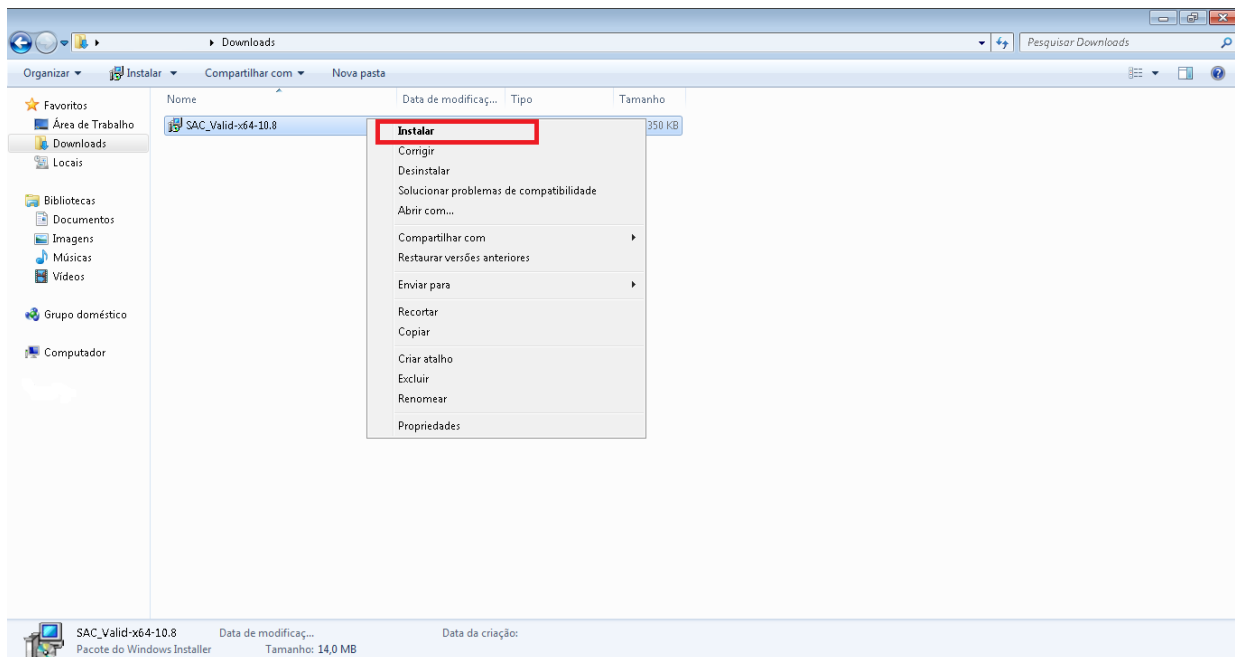 Downloads
Pesquisar Downloads
Organizar
Instalar
Compartilhar com
Nova pasta
Favoritos
Área de Trabalho
Downloads
Locais
Bibliotecas
Documentos
Imagens
Músicas
Vídeos
Grupo doméstico
Computador
Nome
Data de modificaç...
Tipo
Tamanho
SAC_Valid-x64-10.8
350 KB
Instalar
Corrigir
Desinstalar
Solucionar problemas de compatibilidade
Abrir com...
Compartilhar com
Restaurar versões anteriores
Enviar para
Recortar
Copiar
Criar atalho
Excluir
Renomear
Propriedades
SAC_Valid-x64-10.8
Data de modificaç...
Data da criação:
Pacote do Windows Installer
Tamanho: 14,0 MB